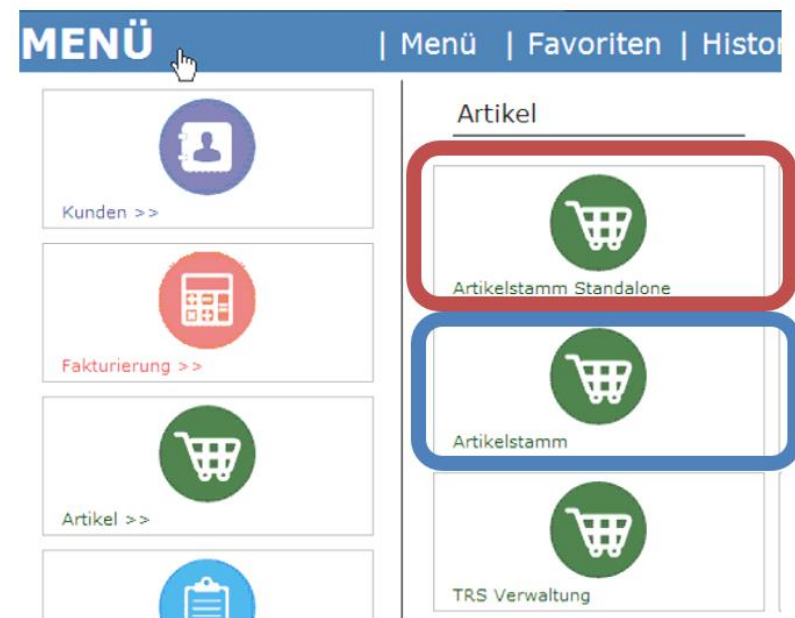 MENÜ | Menü | Favoriten | Histor
Kunden >>
Fakturierung >>
Artikel >>
Artikel
Artikelstamm Standalone
Artikelstamm
TRS Verwaltung